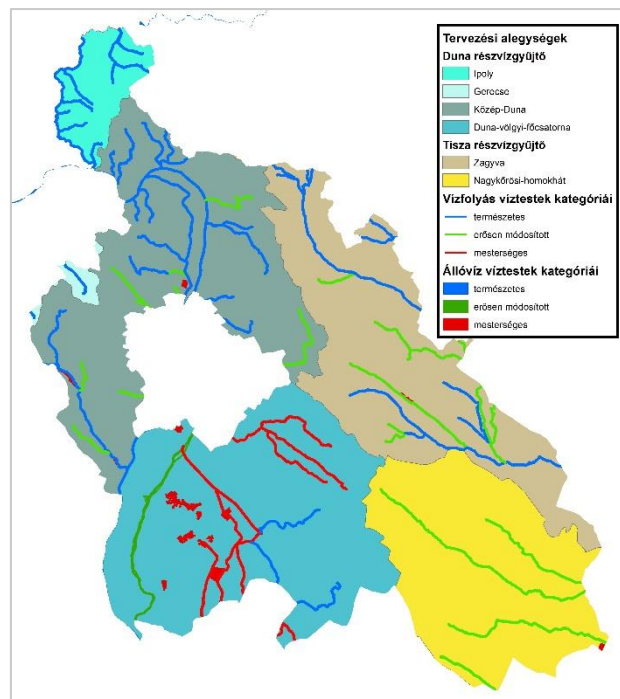 Tervezési alegységek
Duna részvízgyűjtő
Ipoly
Gerecse
Közép-Duna
Duna-völgyi-főcsatorna
Tisza részvízgyűjtő
Zagyva
Nagykőrösi-homokhát
Vízfolyás víztestek kategóriái
természetes
erősen módosított
mesterséges
Állóvíz víztestek kategóriái
természetes
erősen módosított
mesterséges